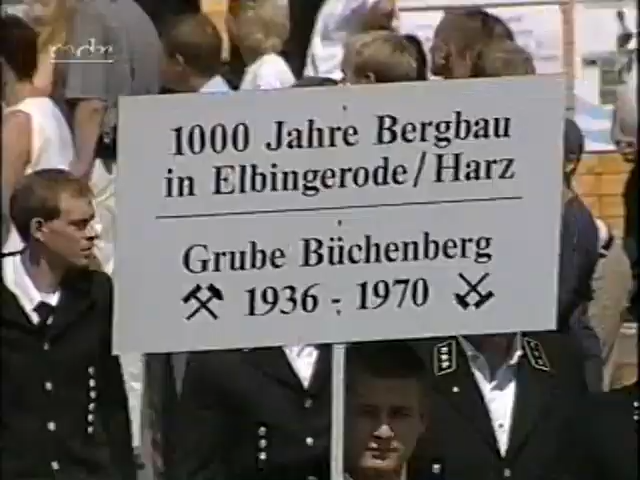 mdr
1000 Jahre Bergbau
in Elbingerode/Harz
Grube Büchenberg
1936 - 1970